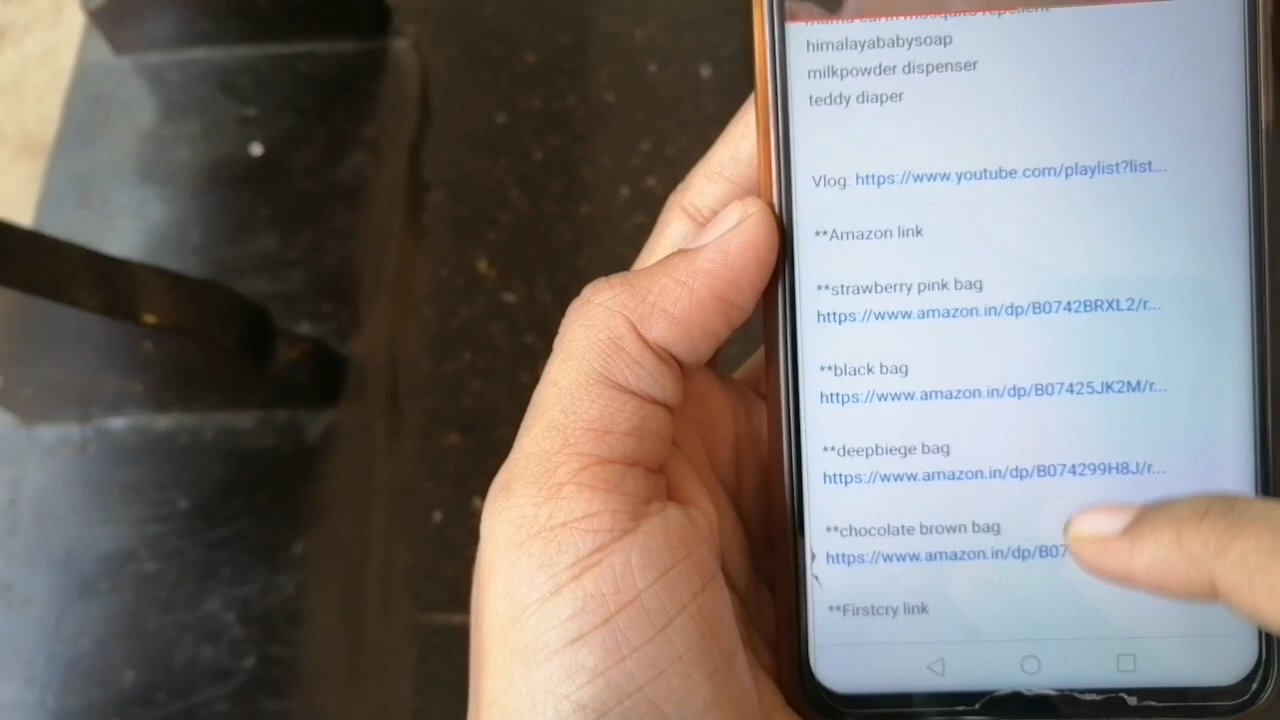 himalayababysoap
milkpowder dispenser
teddy diaper
Vlog: https://www.youtube.com/playlist?list...
**Amazon link
**strawberry pink bag
https://www.amazon.in/dp/B0742BRXL2/r...
**black bag
https://www.amazon.in/dp/B07425JK2M/r...
**deepbiege bag
https://www.amazon.in/dp/B074299H8J/r...
**chocolate brown bag
https://www.amazon.in/dp/B07
**Firstcry link